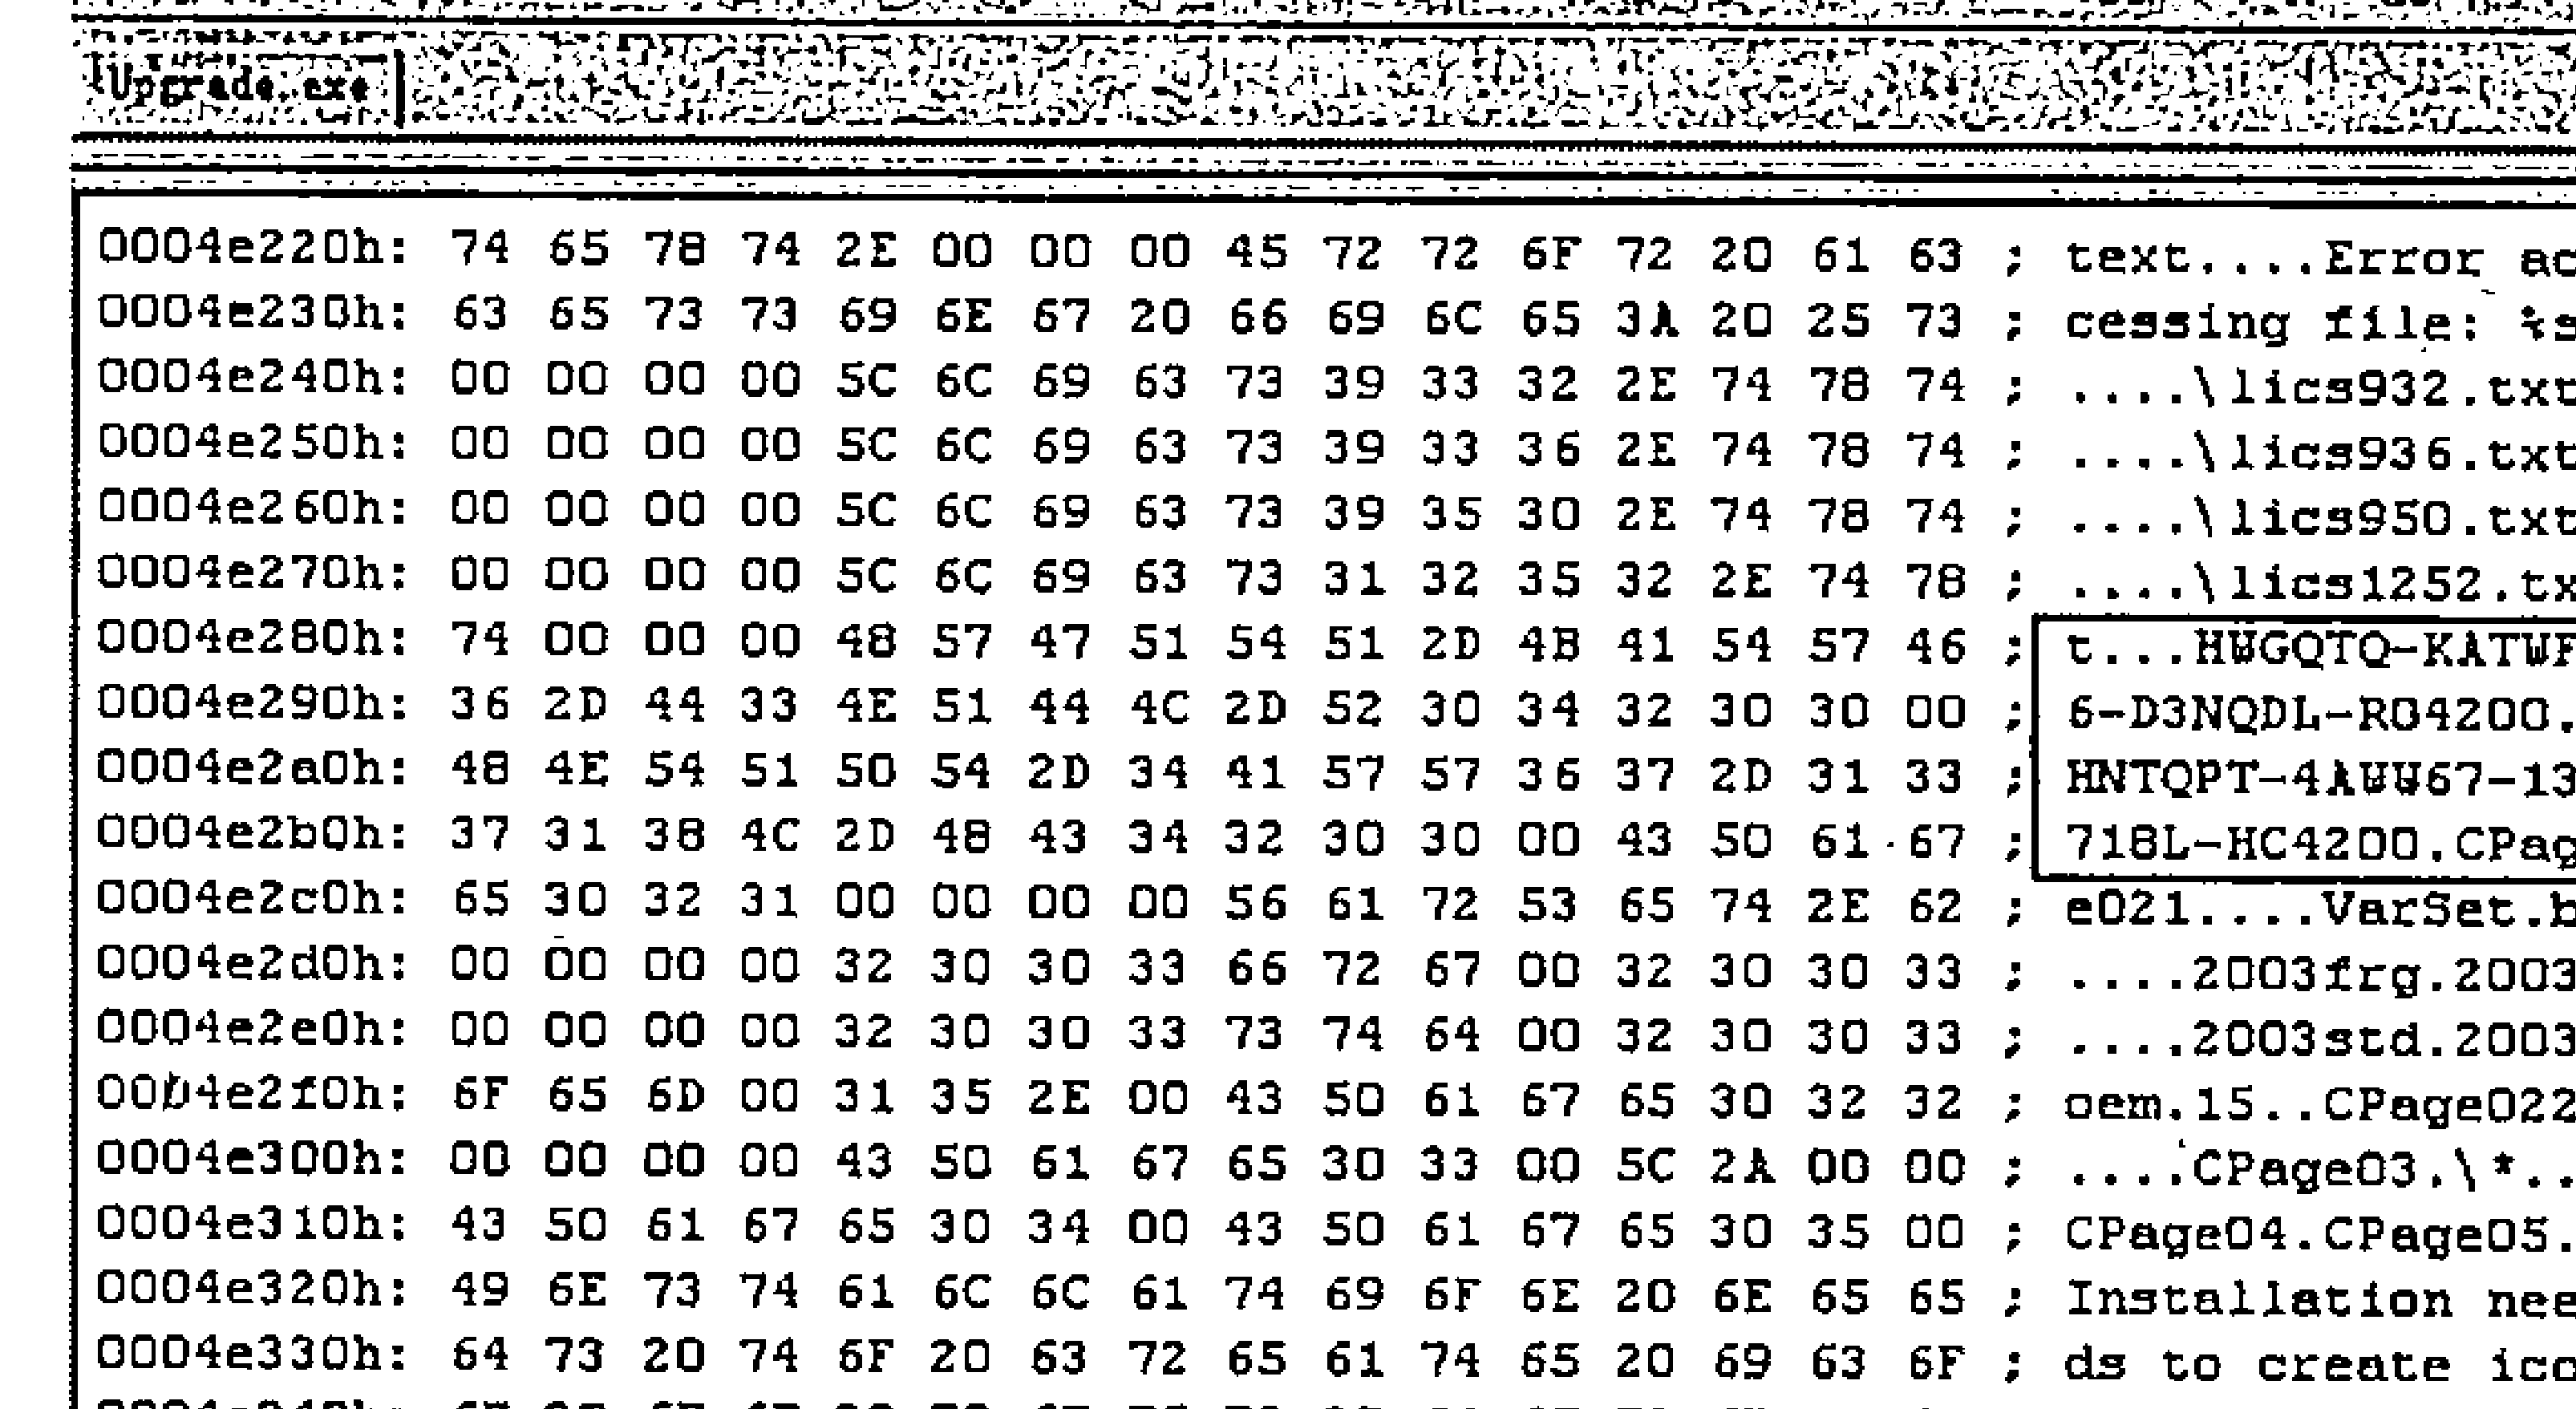 Upgrade.exe
0004e220h: 74 65 78 74 2E 00 00 00 45 72 72 6F 72 20 61 63 ; text....Error ac
0004e230h: 63 65 73 73 69 6E 67 20 66 69 6C 65 3A 20 25 73 ; cessing file: %s
0004e240h: 00 00 00 00 5C 6C 69 63 73 39 33 32 2E 74 78 74 ; ....\lics932.txt
0004e250h: 00 00 00 00 5C 6C 69 63 73 39 33 36 2E 74 78 74 ; ....\lics936.txt
0004e260h: 00 00 00 00 5C 6C 69 63 73 39 35 30 2E 74 78 74 ; ....\lics950.txt
0004e270h: 00 00 00 00 5C 6C 69 63 73 31 32 35 32 2E 74 78 ; ....\lics1252.tx
0004e280h: 74 00 00 00 48 57 47 51 54 51 2D 4B 41 54 57 46 ; t...HWGQTQ-KATWF
0004e290h: 36 2D 44 33 4E 51 44 4C 2D 52 30 34 32 30 30 00 ; 6-D3NQDL-R04200.
0004e2a0h: 48 4E 54 51 50 54 2D 34 41 57 57 36 37 2D 31 33 ; HNTQPT-4AWW67-13
0004e2b0h: 37 31 38 4C 2D 48 43 34 32 30 30 00 43 50 61 67 ; 718L-HC4200.CPag
0004e2c0h: 65 30 32 31 00 00 00 00 56 61 72 53 65 74 2E 62 ; e021....VarSet.b
0004e2d0h: 00 00 00 00 32 30 30 33 66 72 67 00 32 30 30 33 ; ....2003frg.2003
0004e2e0h: 00 00 00 00 32 30 30 33 73 74 64 00 32 30 30 33 ; ....2003std.2003
0004e2f0h: 6F 65 6D 00 31 35 2E 00 43 50 61 67 65 30 32 32 ; oem.15..CPage022
0004e300h: 00 00 00 00 43 50 61 67 65 30 33 00 5C 2A 00 00 ; ....CPage03.\*..
0004e310h: 43 50 61 67 65 30 34 00 43 50 61 67 65 30 35 00 ; CPage04.CPage05.
0004e320h: 49 6E 73 74 61 6C 6C 61 74 69 6F 6E 20 6E 65 65 ; Installation nee
0004e330h: 64 73 20 74 6F 20 63 72 65 61 74 65 20 69 63 6F ; ds to create ico